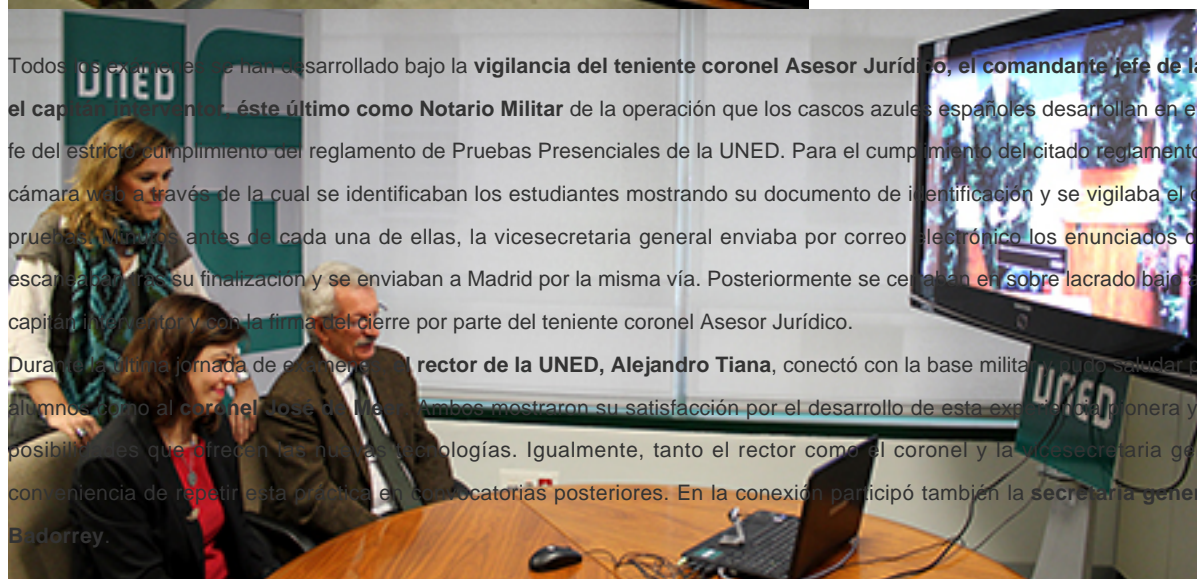 UNED
Todos los exámenes se han desarrollado bajo la vigilancia del teniente coronel Asesor Jurídico, el comandante jefe de la
el capitán interventor, éste último como Notario Militar de la operación que los cascos azules españoles desarrollan en e
fe del estricto cumplimiento del reglamento de Pruebas Presenciales de la UNED. Para el cumplimiento del citado reglamento
cámara web a través de la cual se identificaban los estudiantes mostrando su documento de identificación y se vigilaba el
pruebas. Minutos antes de cada una de ellas, la vicesecretaria general enviaba por correo electrónico los enunciados
escaneaban tras su finalización y se enviaban a Madrid por la misma vía. Posteriormente se cerraban en sobre lacrado bajo
capitán interventor y con la firma del cierre por parte del teniente coronel Asesor Jurídico.
Durante la última jornada de exámenes, el rector de la UNED, Alejandro Tiana, conectó con la base militar y pudo saludar
alumnos como al coronel José de Meer. Ambos mostraron su satisfacción por el desarrollo de esta experiencia pionera y
posibilidades que ofrecen las nuevas tecnologías. Igualmente, tanto el rector como el coronel y la vicesecretaria ge
conveniencia de repetir esta práctica en convocatorias posteriores. En la conexión participó también la secretaria gener
Badorrey.
UNED